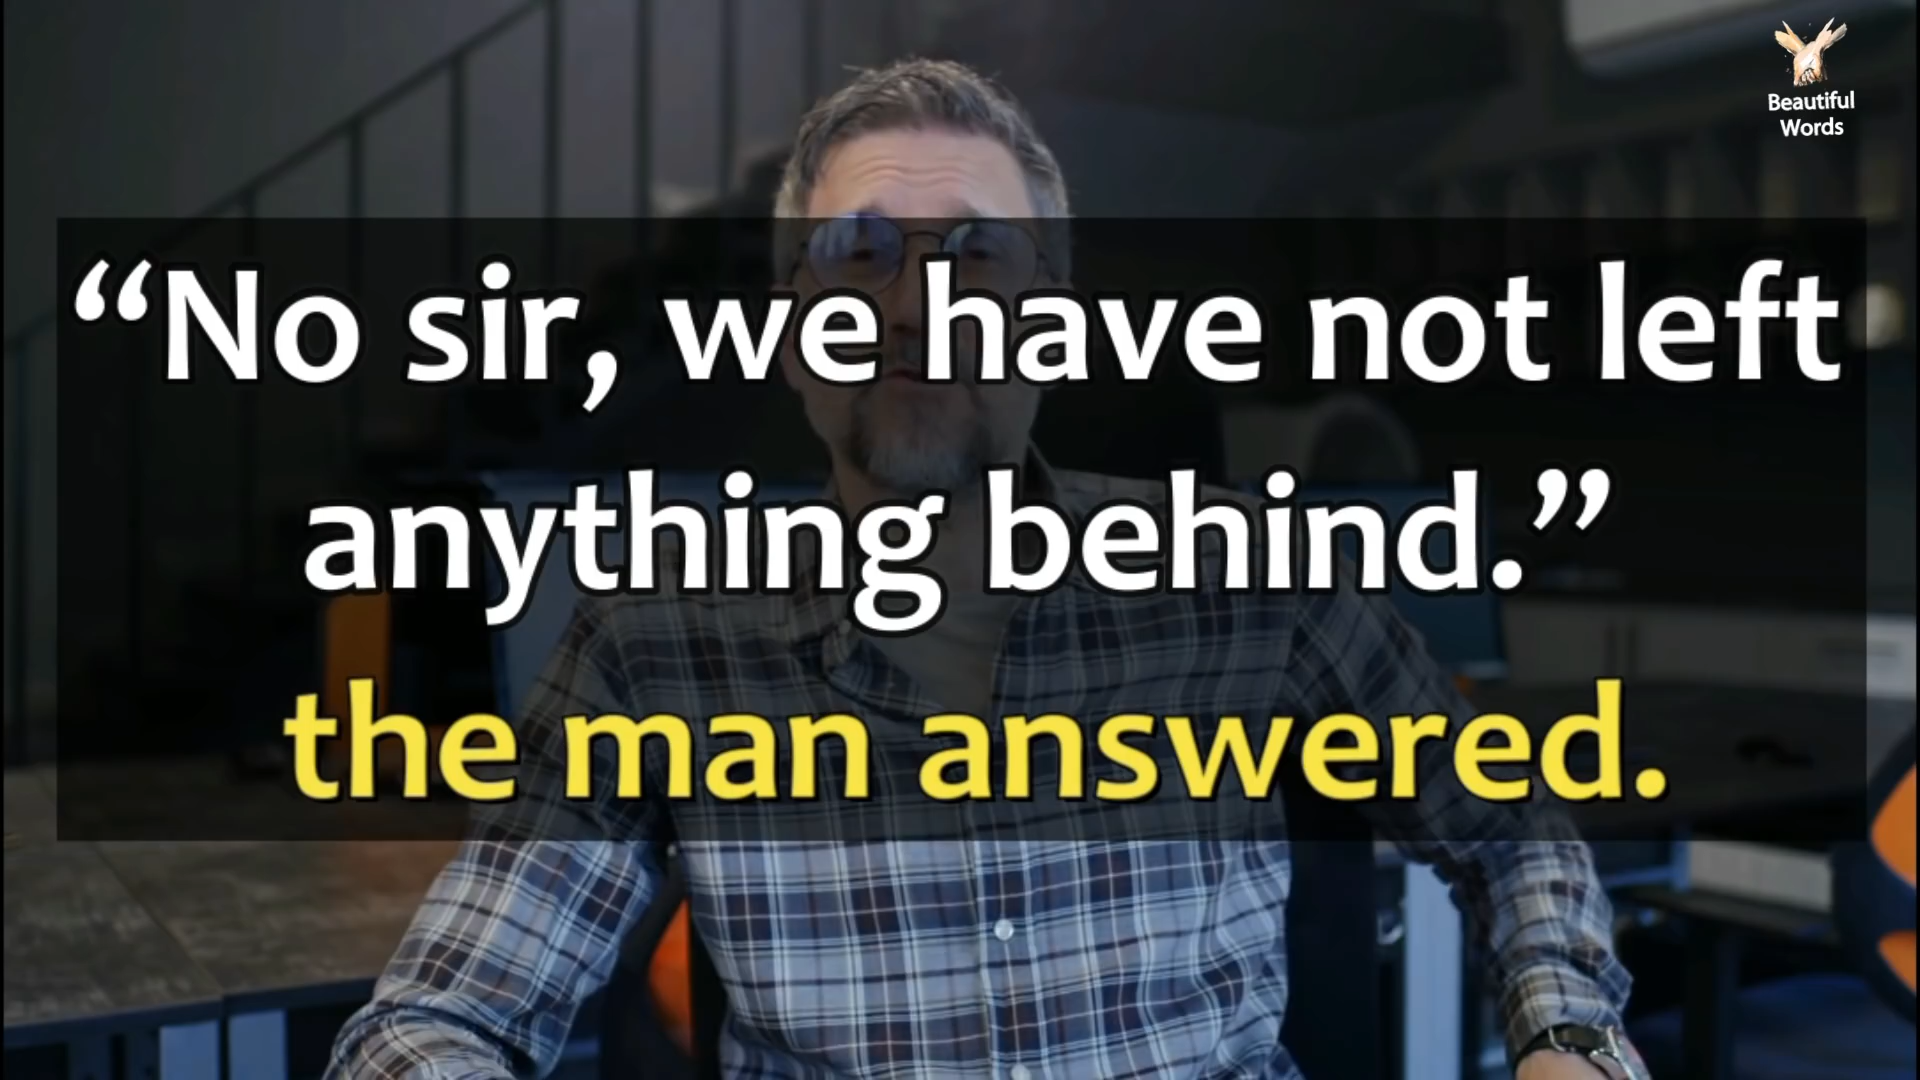 Beautiful
Words
“No sir, we have not left
anything behind.”
the man answered.